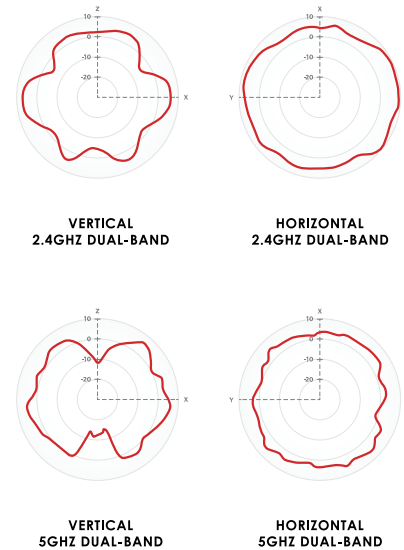 Z
10
0
-10
-20
X
X
10
0
-10
-20
Y
VERTICAL
2.4GHZ DUAL-BAND
HORIZONTAL
2.4GHZ DUAL-BAND
Z
10
0
-10
-20
X
X
10
0
-10
-20
Y
VERTICAL
5GHZ DUAL-BAND
HORIZONTAL
5GHZ DUAL-BAND